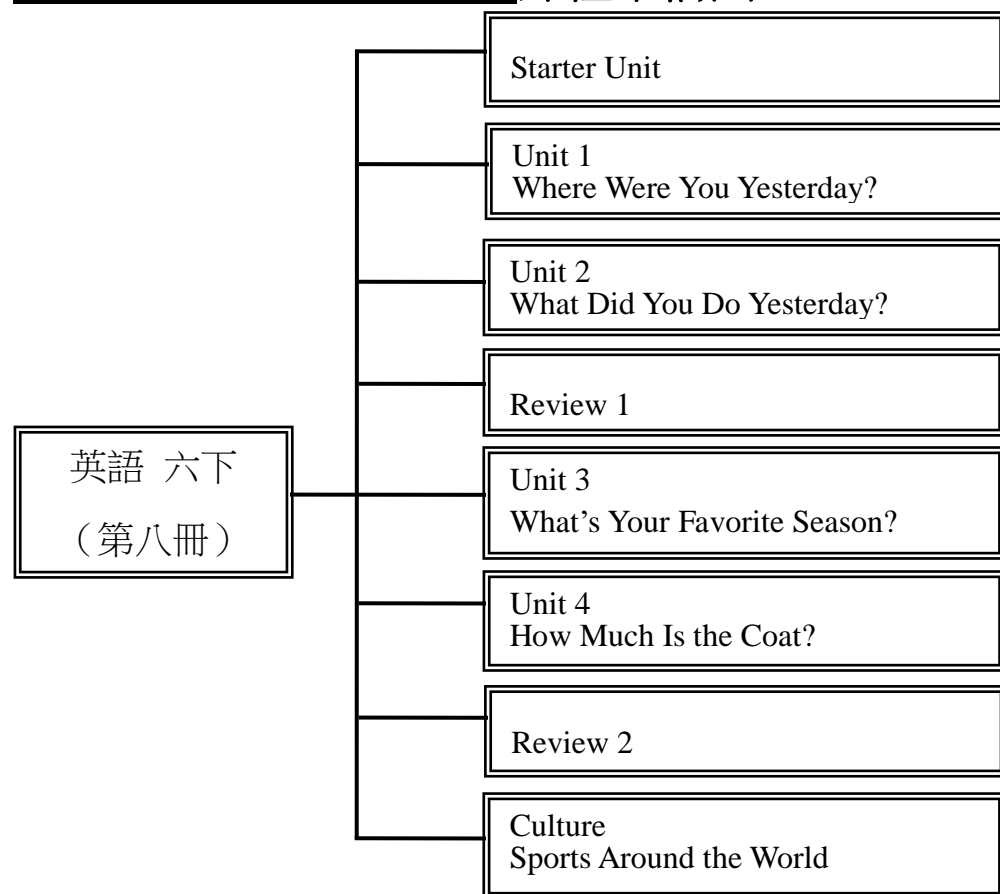 Starter Unit
Unit 1
Where Were You Yesterday?
Unit 2
What Did You Do Yesterday?
Review 1
英語 六下
（第八冊）
Unit 3
What’s Your Favorite Season?
Unit 4
How Much Is the Coat?
Review 2
Culture
Sports Around the World